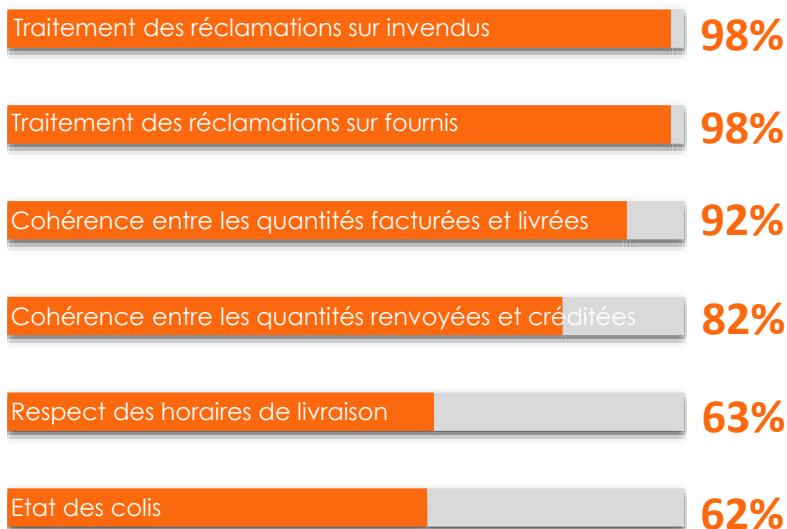 Traitement des réclamations sur invendus 98%
Traitement des réclamations sur fournis 98%
Cohérence entre les quantités facturées et livrées 92%
Cohérence entre les quantités renvoyées et créditées 82%
Respect des horaires de livraison 63%
Etat des colis 62%